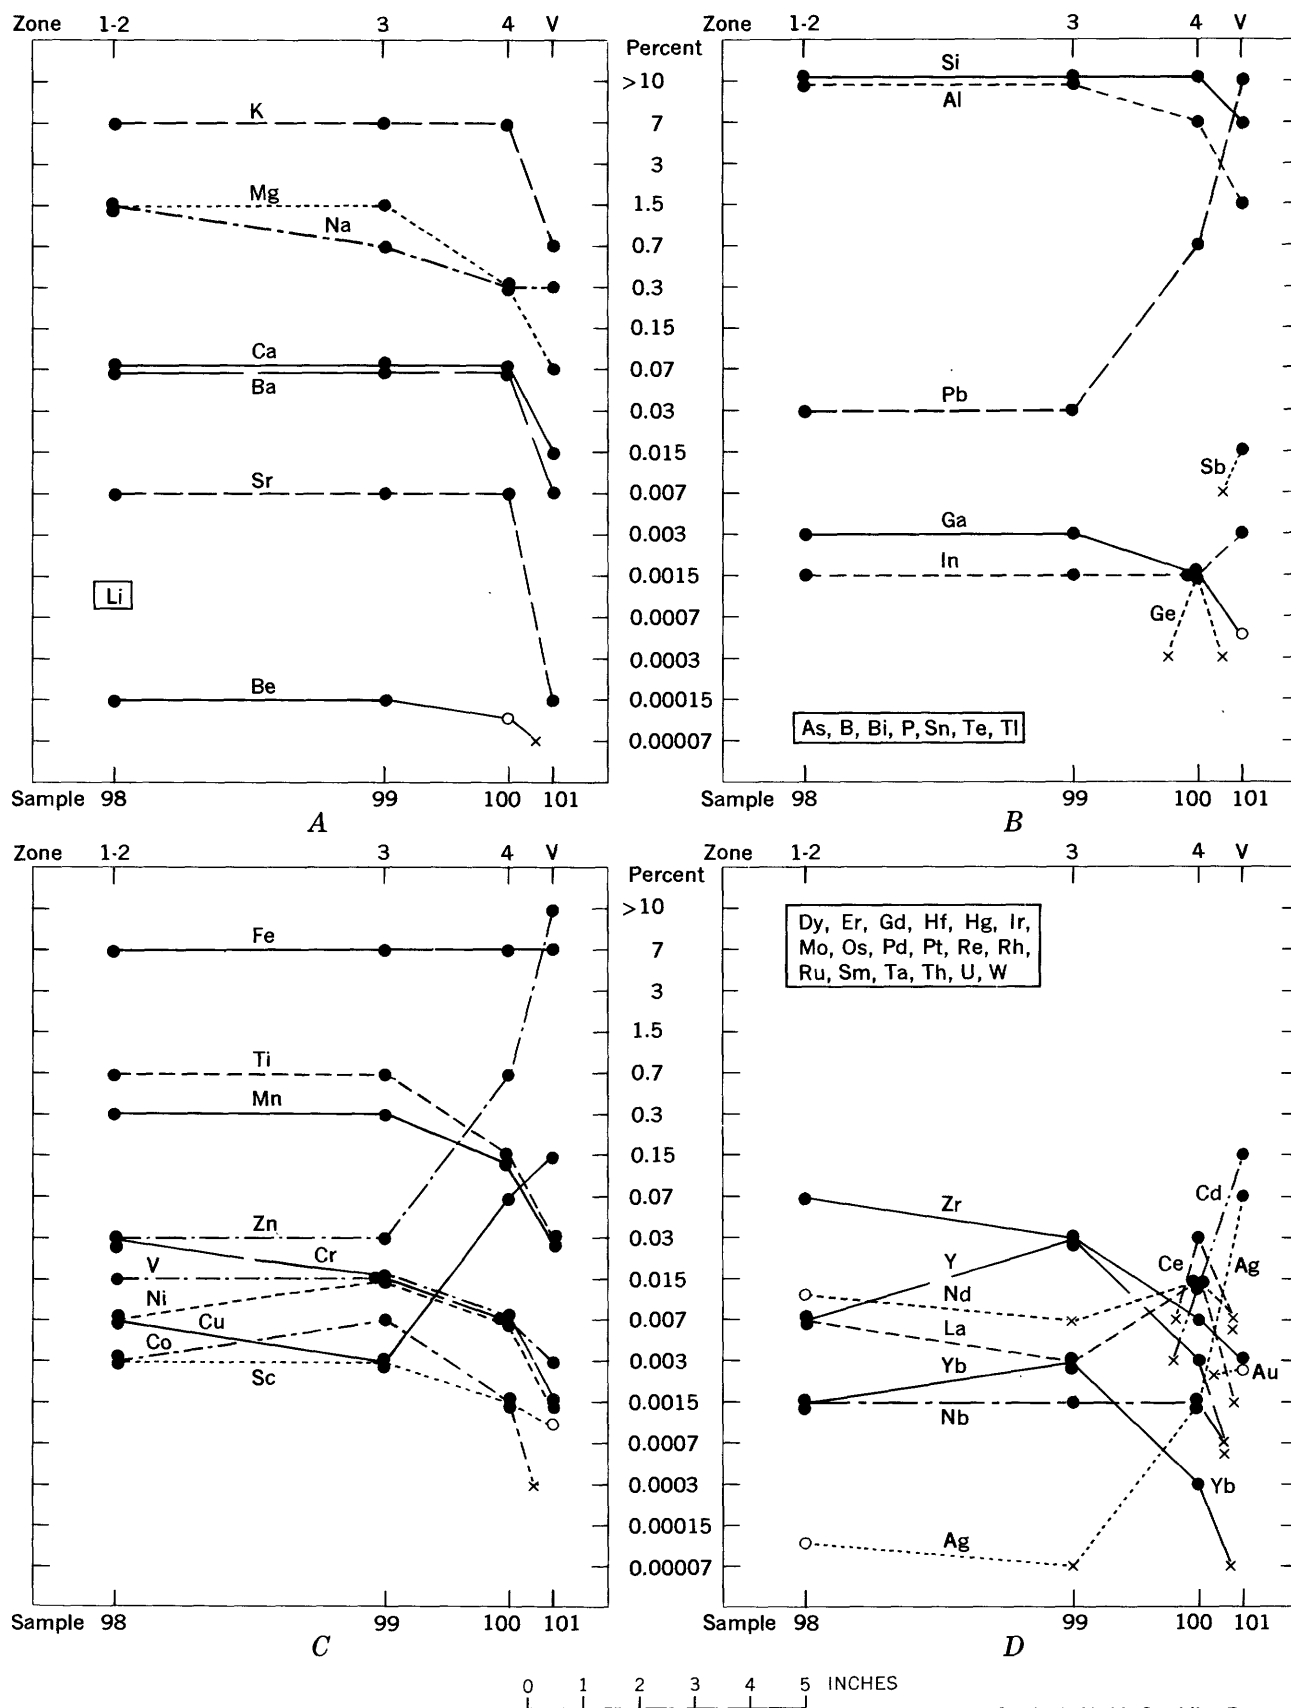 Zone 1-2 3 4 V
Percent
>10
7
3
1.5
0.7
0.3
0.15
0.07
0.03
0.015
0.007
0.003
0.0015
0.0007
0.0003
0.00015
0.00007
K
Mg
Na
Ca
Ba
Sr
Li
Be
Sample 98 99 100 101
A
Zone 1-2 3 4 V
Si
Al
Pb
Sb
Ga
In
Ge
As, B, Bi, P, Sn, Te, Tl
Sample 98 99 100 101
B
Zone 1-2 3 4 V
Percent
>10
7
3
1.5
0.7
0.3
0.15
0.07
0.03
0.015
0.007
0.003
0.0015
0.0007
0.0003
0.00015
0.00007
Fe
Ti
Mn
Zn
Cr
V
Ni
Cu
Co
Sc
Sample 98 99 100 101
C
Zone 1-2 3 4 V
Dy, Er, Gd, Hf, Hg, Ir,
Mo, Os, Pd, Pt, Re, Rh,
Ru, Sm, Ta, Th, U, W
Zr
Cd
Y
Ce
Ag
Nd
La
Yb
Au
Nb
Yb
Ag
Sample 98 99 100 101
D
0 1 2 3 4 5 INCHES